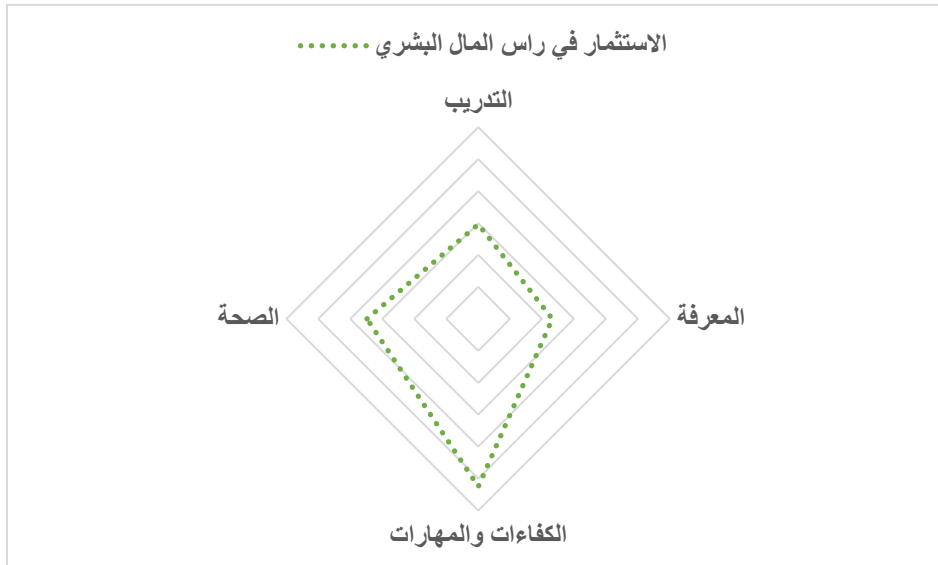 الاستثمار في راس المال البشري
التدريب
المعرفة
الصحة
الكفاءات والمهارات